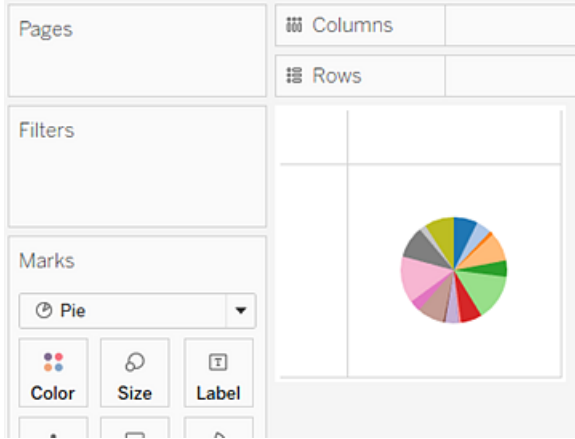 Pages
Columns
Rows
Filters
Marks
Pie
T
Color
Size
Label